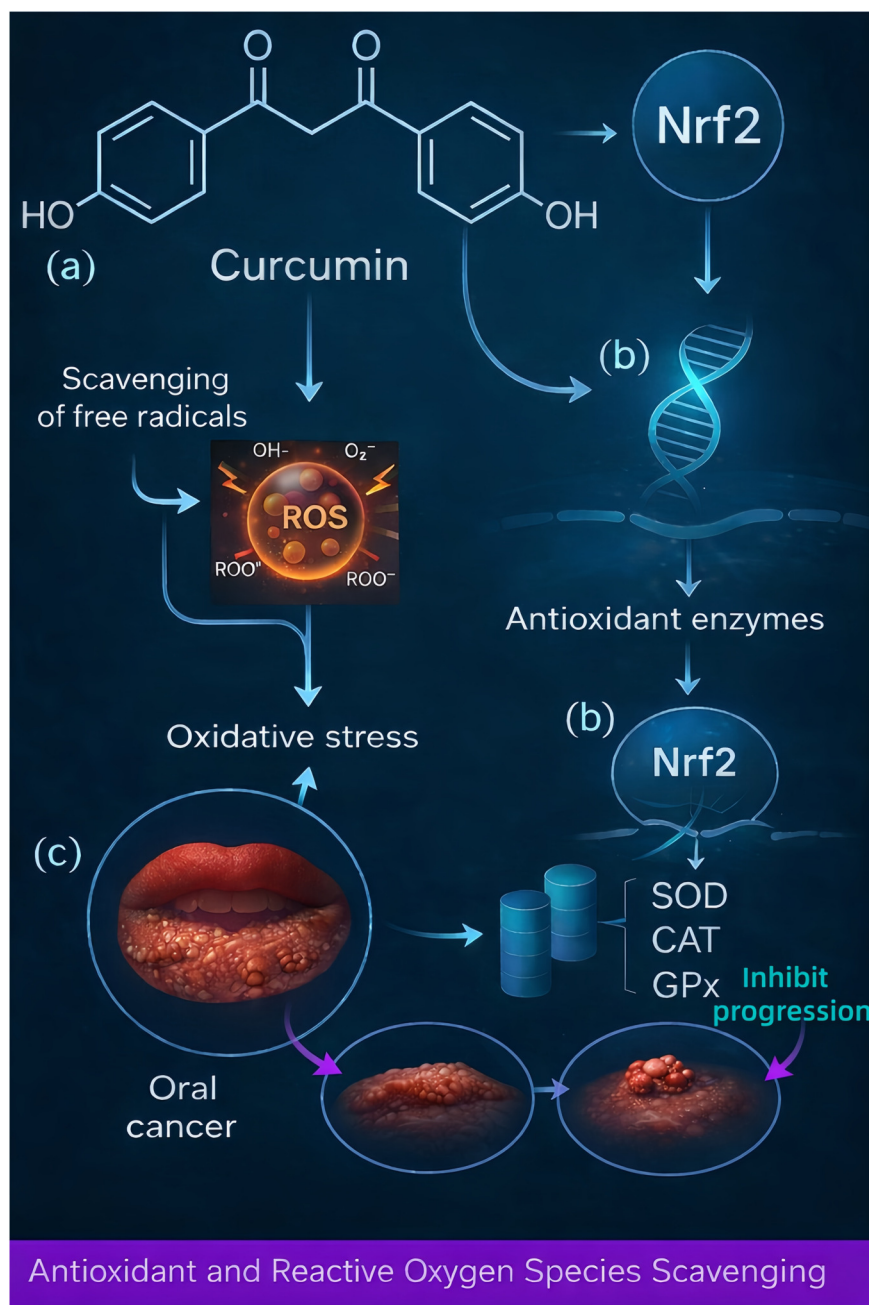 O
O
HO
OH
Nrf2
(a)
Curcumin
(b)
Scavenging
of free radicals
OH-
O₂⁻
ROS
ROO"
ROO⁻
Antioxidant enzymes
Oxidative stress
(b)
Nrf2
(c)
SOD
CAT
GPx
Inhibit
progression
Oral
cancer
Antioxidant and Reactive Oxygen Species Scavenging